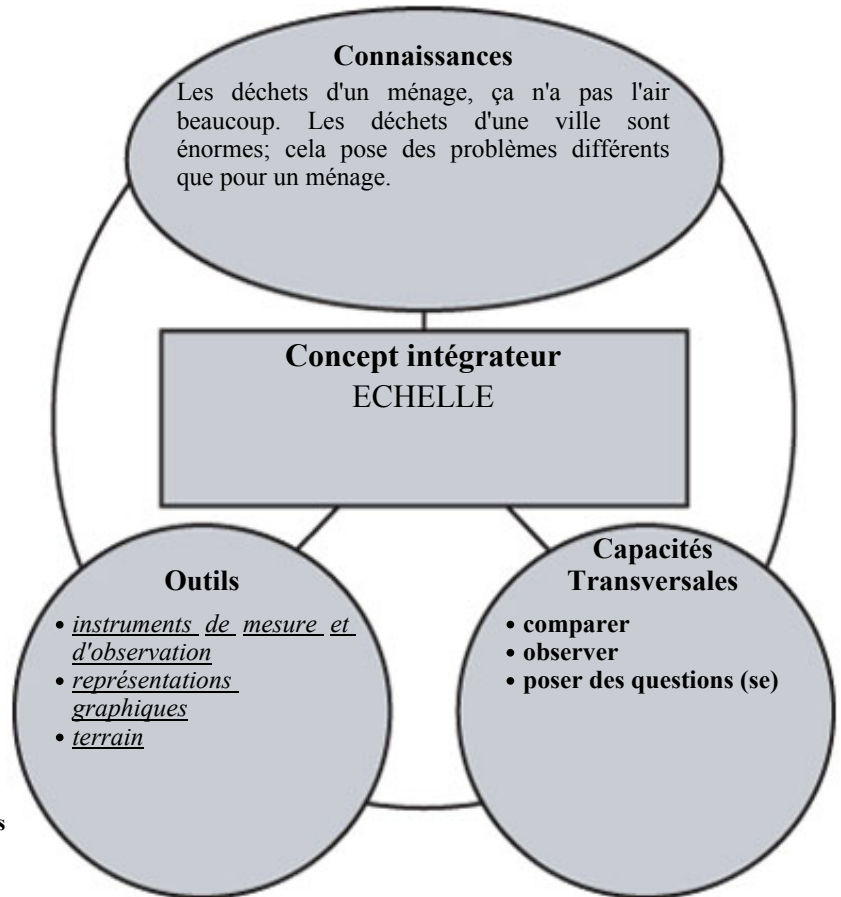 Connaissances
Les déchets d'un ménage, ça n'a pas l'air
beaucoup. Les déchets d'une ville sont
énormes; cela pose des problèmes différents
que pour un ménage.
Concept intégrateur
ECHELLE
Outils
• instruments de mesure et
d'observation
• représentations
graphiques
• terrain
Capacités
Transversales
• comparer
• observer
• poser des questions (se)
s